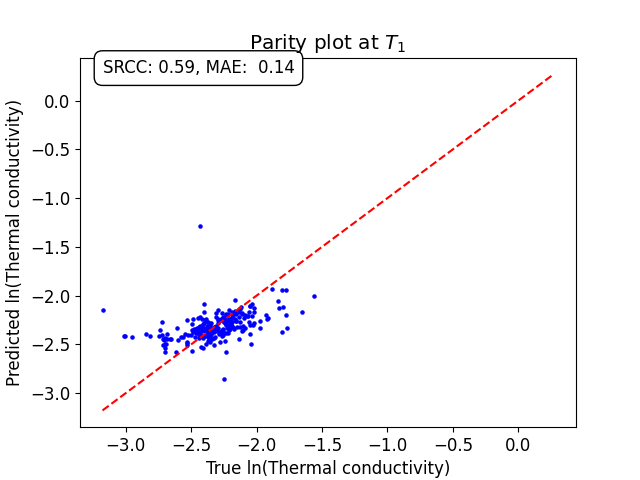 Parity plot at T₁
SRCC: 0.59, MAE:  0.14
Predicted ln(Thermal conductivity)
0.0
−0.5
−1.0
−1.5
−2.0
−2.5
−3.0
−3.0 −2.5 −2.0 −1.5 −1.0 −0.5 0.0
True ln(Thermal conductivity)